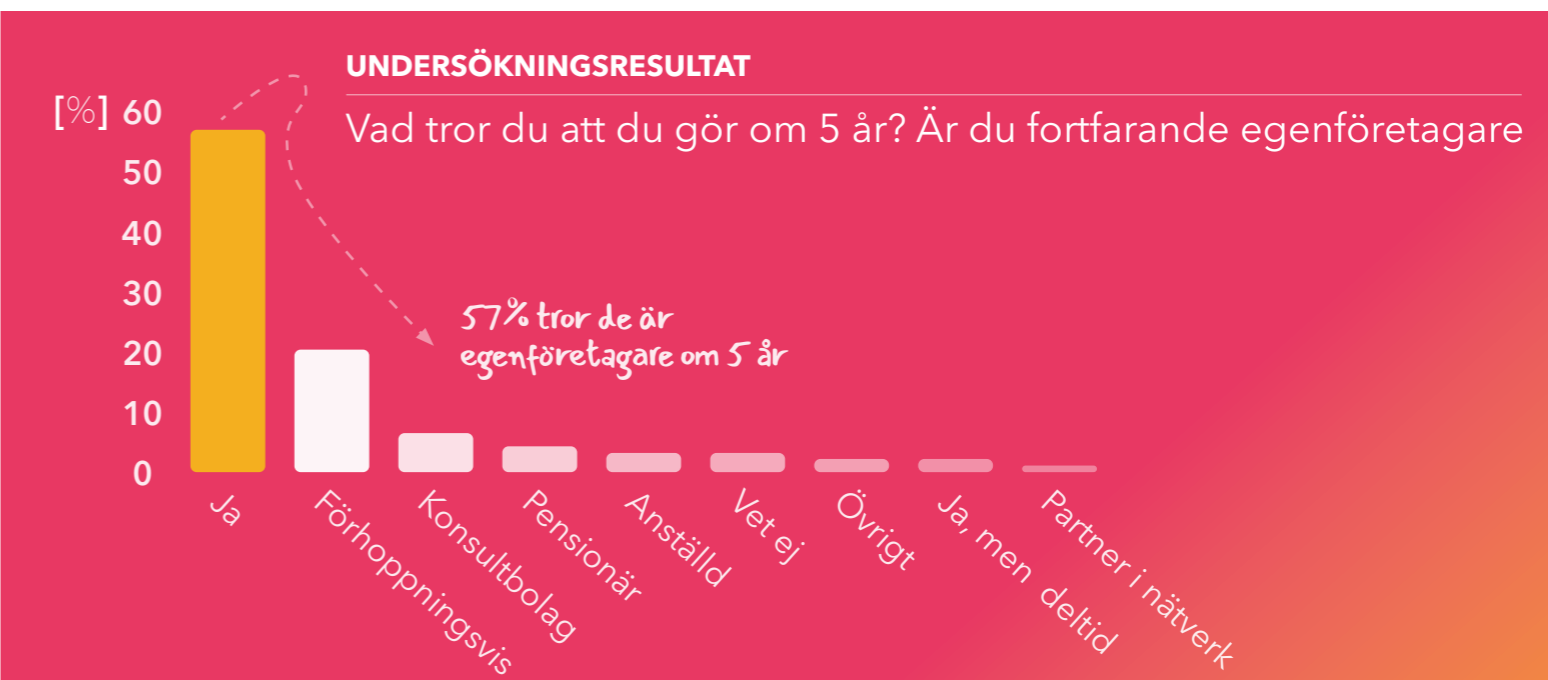 UNDERSÖKNINGSRESULTAT
Vad tror du att du gör om 5 år? Är du fortfarande egenföretagare
[%] 60
50
40
30
20
10
0
57% tror de är
egenföretagare om 5 år
Ja
Förhoppningsvis
Konsultbolag
Pensionär
Anställd
Vet ej
Övrigt
Ja, men deltid
Partner i nätverk